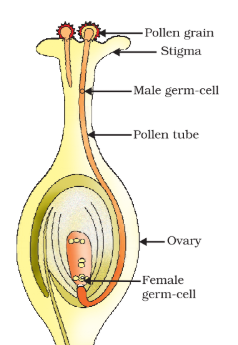 Pollen grain
Stigma
Male germ-cell
Pollen tube
Ovary
Female
germ-cell